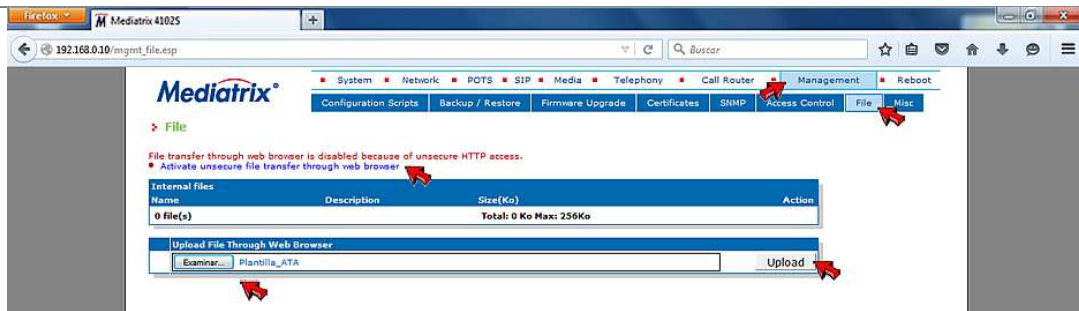 Firefox
Mediatrix 4102S
192.168.0.10/mgmt_file.esp
Buscar
Mediatrix®
System Network POTS SIP Media Telephony Call Router Management Reboot
Configuration Scripts Backup / Restore Firmware Upgrade Certificates SNMP Access Control File Misc
File
File transfer through web browser is disabled because of unsecure HTTP access.
Activate unsecure file transfer through web browser
Internal files
Name Description Size(Ko) Action
0 file(s) Total: 0 Ko Max: 256Ko
Upload File Through Web Browser
Examinar... Plantilla_ATA Upload